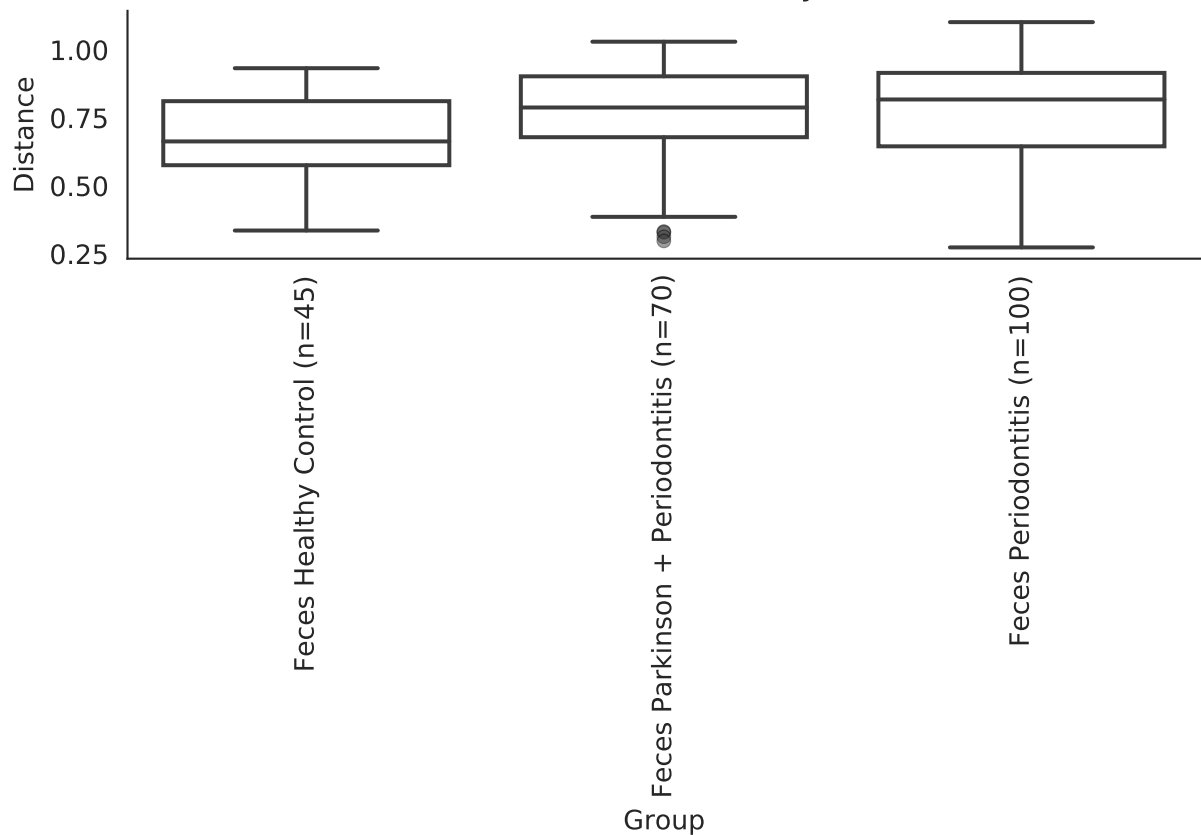 Distance
1.00
0.75
0.50
0.25
Feces Healthy Control (n=45)
Feces Parkinson + Periodontitis (n=70)
Feces Periodontitis (n=100)
Group